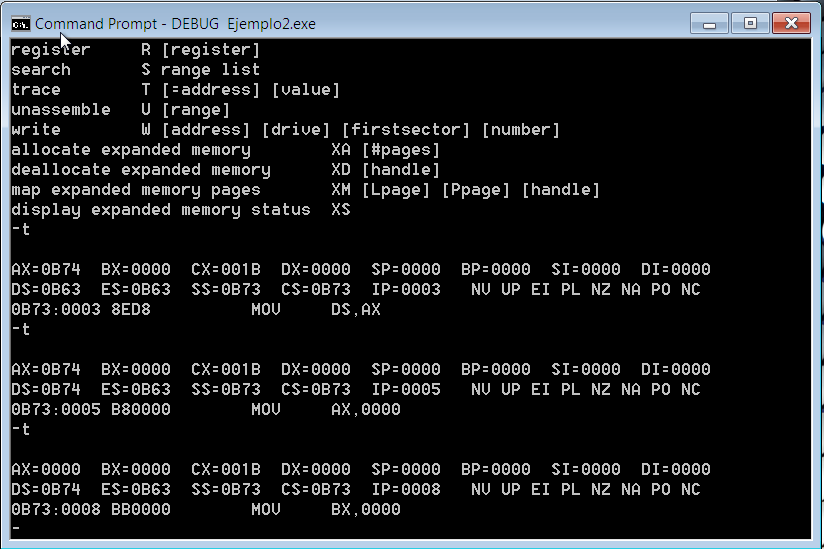 Command Prompt - DEBUG Ejemplo2.exe
register     R [register]
search       S range list
trace        T [=address] [value]
unassemble   U [range]
write        W [address] [drive] [firstsector] [number]
allocate expanded memory        XA [#pages]
deallocate expanded memory      XD [handle]
map expanded memory pages       XM [Lpage] [Ppage] [handle]
display expanded memory status  XS
-t
AX=0B74  BX=0000  CX=001B  DX=0000  SP=0000  BP=0000  SI=0000  DI=0000
DS=0B63  ES=0B63  SS=0B73  CS=0B73  IP=0003   NV UP EI PL NZ NA PO NC
0B73:0003 8ED8          MOV     DS,AX
-t
AX=0B74  BX=0000  CX=001B  DX=0000  SP=0000  BP=0000  SI=0000  DI=0000
DS=0B74  ES=0B63  SS=0B73  CS=0B73  IP=0005   NV UP EI PL NZ NA PO NC
0B73:0005 B80000        MOV     AX,0000
-t
AX=0000  BX=0000  CX=001B  DX=0000  SP=0000  BP=0000  SI=0000  DI=0000
DS=0B74  ES=0B63  SS=0B73  CS=0B73  IP=0008   NV UP EI PL NZ NA PO NC
0B73:0008 BB0000        MOV     BX,0000
-